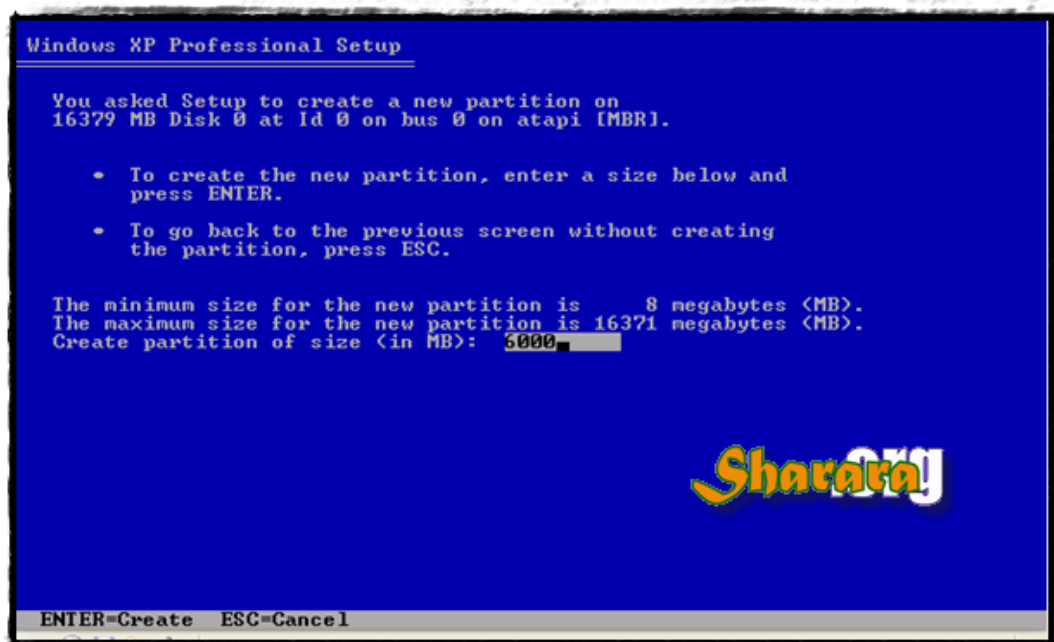 Windows XP Professional Setup
You asked Setup to create a new partition on
16379 MB Disk 0 at Id 0 on bus 0 on atapi [MBR].
• To create the new partition, enter a size below and
press ENTER.
• To go back to the previous screen without creating
the partition, press ESC.
The minimum size for the new partition is 8 megabytes (MB).
The maximum size for the new partition is 16371 megabytes (MB).
Create partition of size (in MB): 6000
Sharara.org
ENTER=Create ESC=Cancel